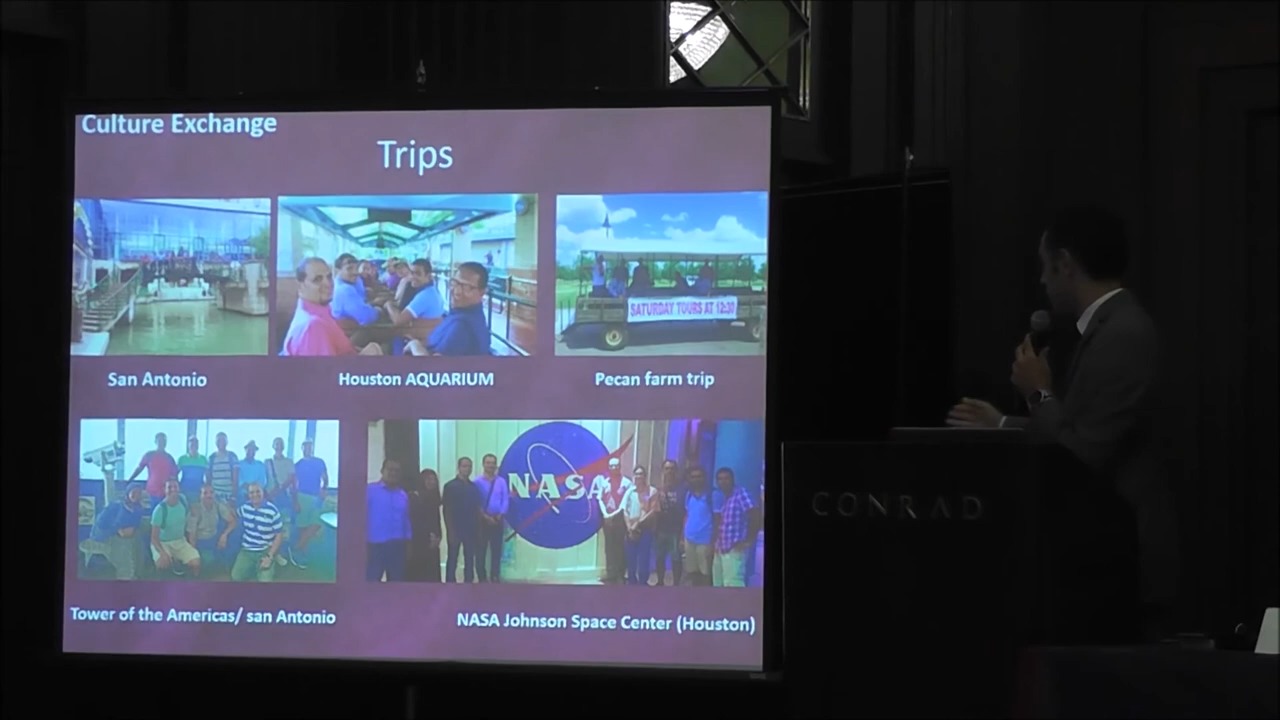 Culture Exchange
Trips
SATURDAY TOURS AT 12:30
San Antonio
Houston AQUARIUM
Pecan farm trip
NASA
Tower of the Americas/ san Antonio
NASA Johnson Space Center (Houston)
CONRAD